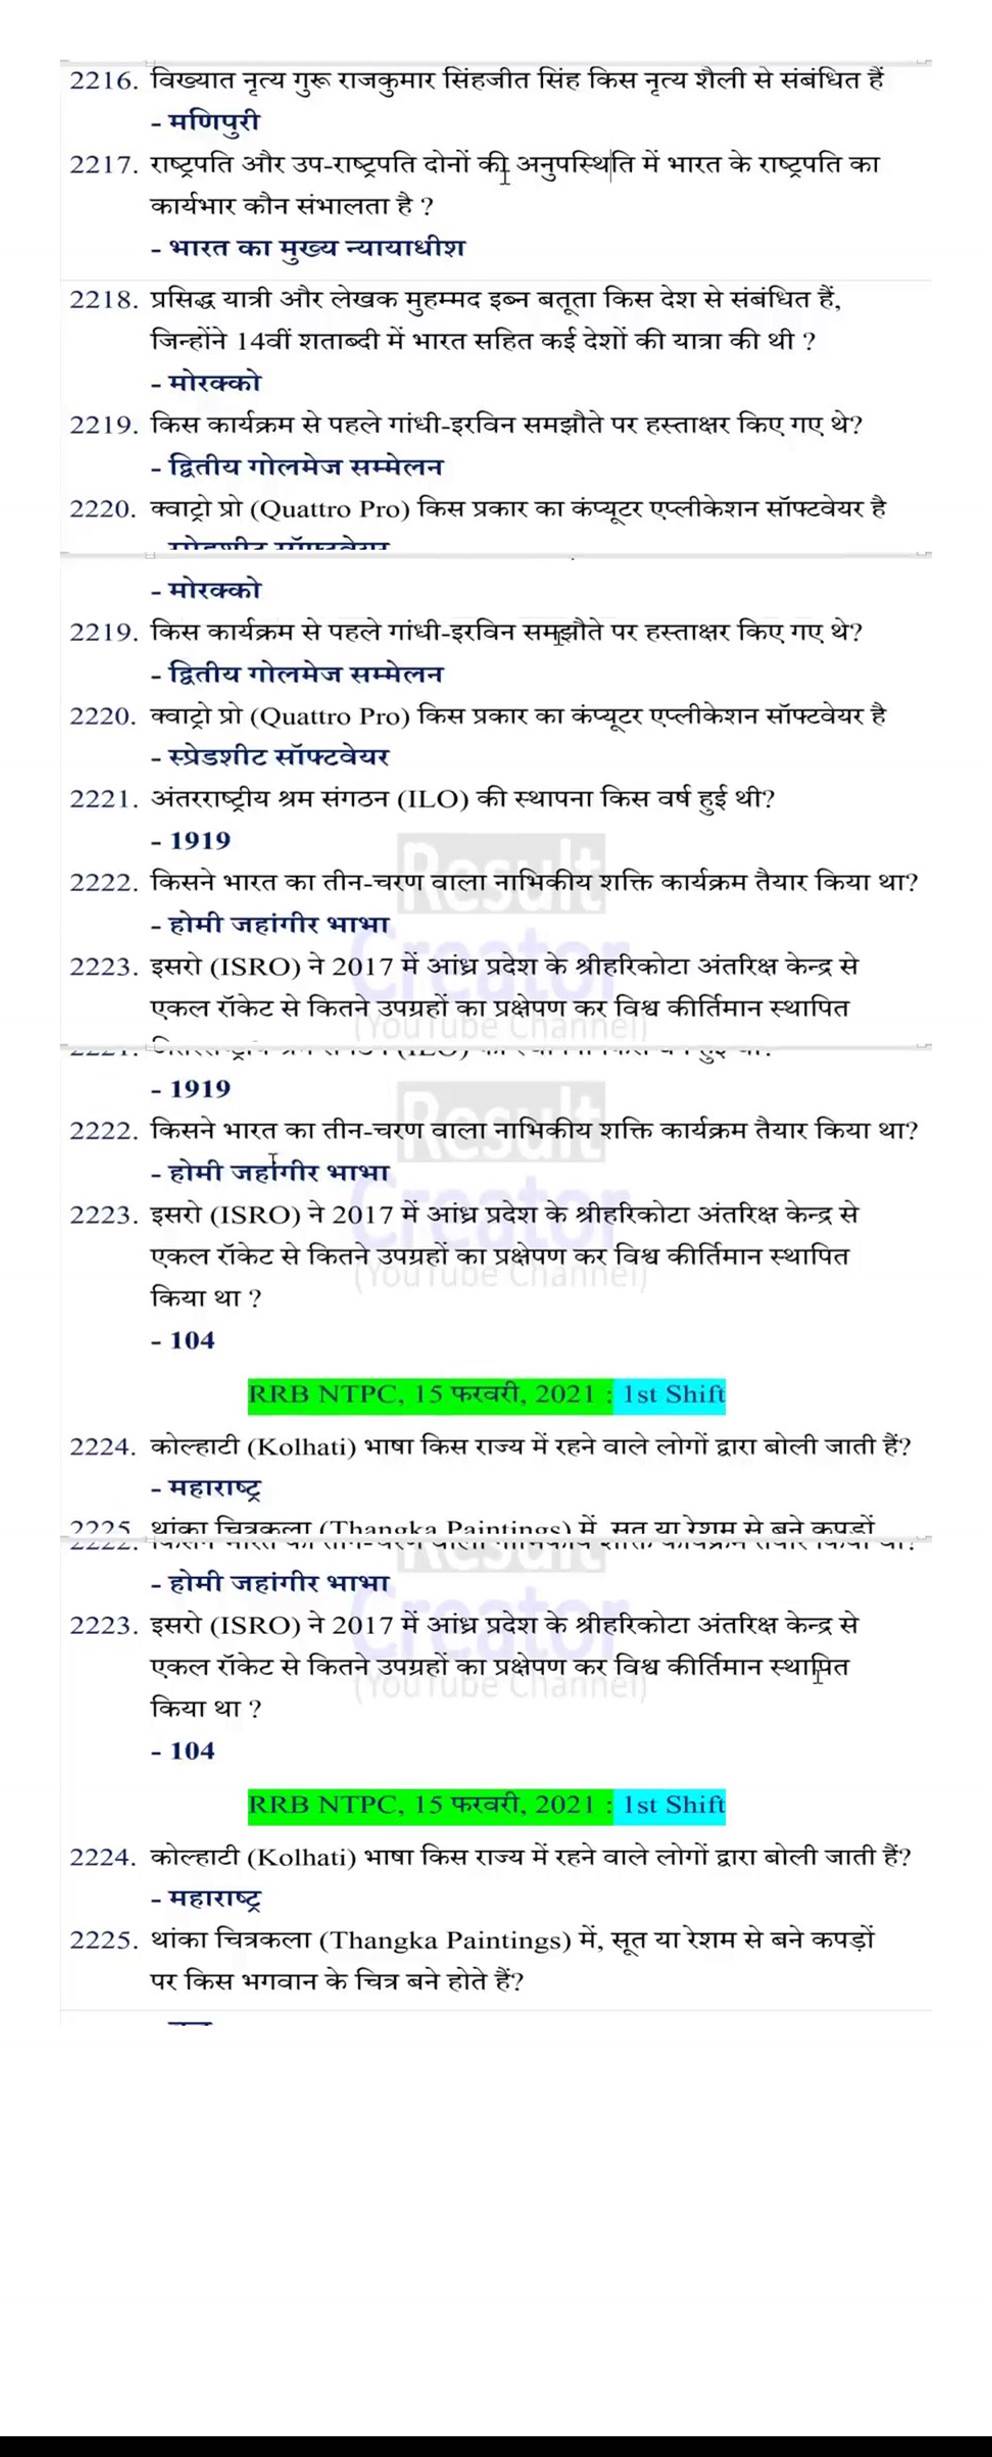 2216. विख्यात नृत्य गुरू राजकुमार सिंहजीत सिंह किस नृत्य शैली से संबंधित हैं
- मणिपुरी
2217. राष्ट्रपति और उप-राष्ट्रपति दोनों की अनुपस्थिति में भारत के राष्ट्रपति का
कार्यभार कौन संभालता है ?
- भारत का मुख्य न्यायाधीश
2218. प्रसिद्ध यात्री और लेखक मुहम्मद इब्न बतूता किस देश से संबंधित हैं,
जिन्होंने 14वीं शताब्दी में भारत सहित कई देशों की यात्रा की थी ?
- मोरक्को
2219. किस कार्यक्रम से पहले गांधी-इरविन समझौते पर हस्ताक्षर किए गए थे?
- द्वितीय गोलमेज सम्मेलन
2220. क्वाट्रो प्रो (Quattro Pro) किस प्रकार का कंप्यूटर एप्लीकेशन सॉफ्टवेयर है
- मोरक्को
2219. किस कार्यक्रम से पहले गांधी-इरविन समझौते पर हस्ताक्षर किए गए थे?
- द्वितीय गोलमेज सम्मेलन
2220. क्वाट्रो प्रो (Quattro Pro) किस प्रकार का कंप्यूटर एप्लीकेशन सॉफ्टवेयर है
- स्प्रेडशीट सॉफ्टवेयर
2221. अंतरराष्ट्रीय श्रम संगठन (ILO) की स्थापना किस वर्ष हुई थी?
- 1919
Result
2222. किसने भारत का तीन-चरण वाला नाभिकीय शक्ति कार्यक्रम तैयार किया था?
- होमी जहांगीर भाभा
Creator
2223. इसरो (ISRO) ने 2017 में आंध्र प्रदेश के श्रीहरिकोटा अंतरिक्ष केन्द्र से
एकल रॉकेट से कितने उपग्रहों का प्रक्षेपण कर विश्व कीर्तिमान स्थापित
(YouTube Channel)
- 1919
Result
2222. किसने भारत का तीन-चरण वाला नाभिकीय शक्ति कार्यक्रम तैयार किया था?
- होमी जहांगीर भाभा
Creator
2223. इसरो (ISRO) ने 2017 में आंध्र प्रदेश के श्रीहरिकोटा अंतरिक्ष केन्द्र से
एकल रॉकेट से कितने उपग्रहों का प्रक्षेपण कर विश्व कीर्तिमान स्थापित
(YouTube Channel)
किया था ?
- 104
RRB NTPC, 15 फरवरी, 2021 : 1st Shift
2224. कोल्हाटी (Kolhati) भाषा किस राज्य में रहने वाले लोगों द्वारा बोली जाती हैं?
- महाराष्ट्र
2225. थांका चित्रकला (Thangka Paintings) में, सूत या रेशम से बने कपड़ों
- होमी जहांगीर भाभा
Creator
2223. इसरो (ISRO) ने 2017 में आंध्र प्रदेश के श्रीहरिकोटा अंतरिक्ष केन्द्र से
एकल रॉकेट से कितने उपग्रहों का प्रक्षेपण कर विश्व कीर्तिमान स्थापित
(YouTube Channel)
किया था ?
- 104
RRB NTPC, 15 फरवरी, 2021 : 1st Shift
2224. कोल्हाटी (Kolhati) भाषा किस राज्य में रहने वाले लोगों द्वारा बोली जाती हैं?
- महाराष्ट्र
2225. थांका चित्रकला (Thangka Paintings) में, सूत या रेशम से बने कपड़ों
पर किस भगवान के चित्र बने होते हैं?